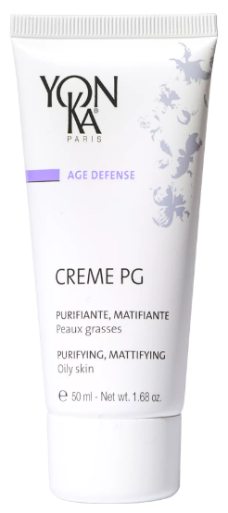 YON
KA®
PARIS
AGE DEFENSE
CREME PG
PURIFIANTE, MATIFIANTE
Peaux grasses
PURIFYING, MATTIFYING
Oily skin
℮ 50 ml - Net wt. 1.68 oz.